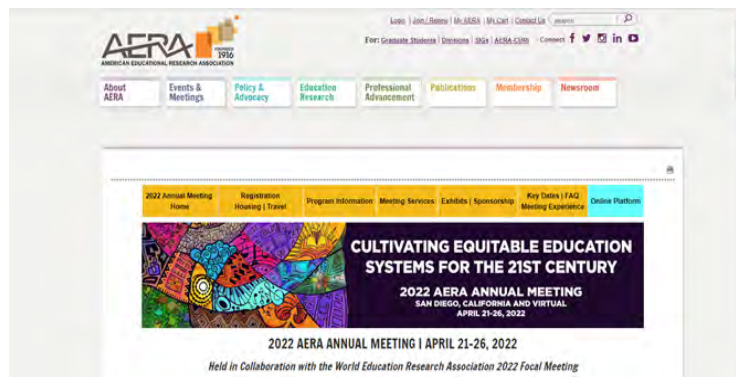 Login | Join / Renew | My AERA | My Cart | Contact Us
AERA
FOUNDED
1916
AMERICAN EDUCATIONAL RESEARCH ASSOCIATION
For: Graduate Students | Divisions | SIGs | AERA-CURI
Connect
About
AERA
Events &
Meetings
Policy &
Advocacy
Education
Research
Professional
Advancement
Publications
Membership
Newsroom
2022 Annual Meeting
Home
Registration
Housing | Travel
Program Information
Meeting Services
Exhibits | Sponsorship
Key Dates | FAQ
Meeting Experience
Online Platform
CULTIVATING EQUITABLE EDUCATION
SYSTEMS FOR THE 21ST CENTURY
2022 AERA ANNUAL MEETING
SAN DIEGO, CALIFORNIA AND VIRTUAL
APRIL 21-26, 2022
2022 AERA ANNUAL MEETING | APRIL 21-26, 2022
Held in Collaboration with the World Education Research Association 2022 Focal Meeting